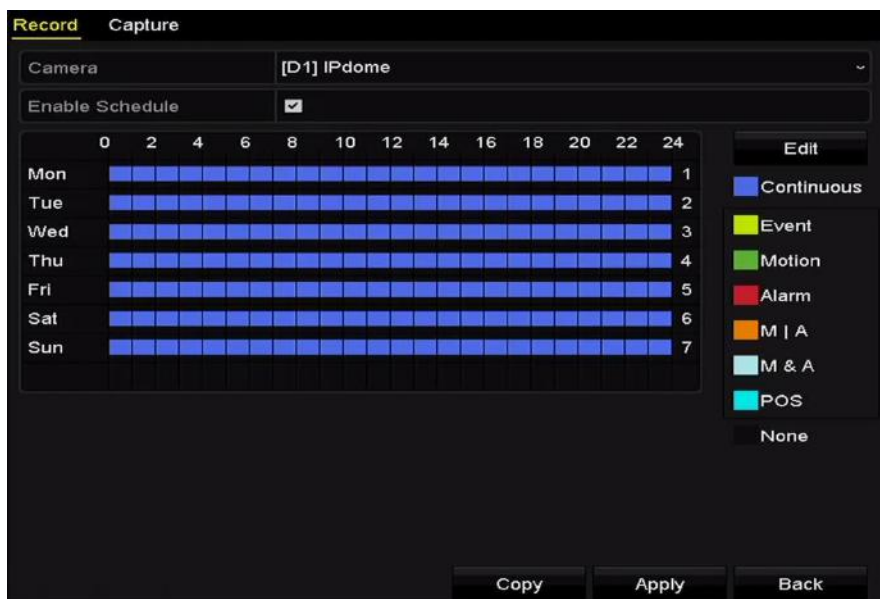 Record Capture
Camera [D1] IPdome
Enable Schedule
0 2 4 6 8 10 12 14 16 18 20 22 24
Mon 1
Tue 2
Wed 3
Thu 4
Fri 5
Sat 6
Sun 7
Edit
Continuous
Event
Motion
Alarm
M | A
M & A
POS
None
Copy Apply Back